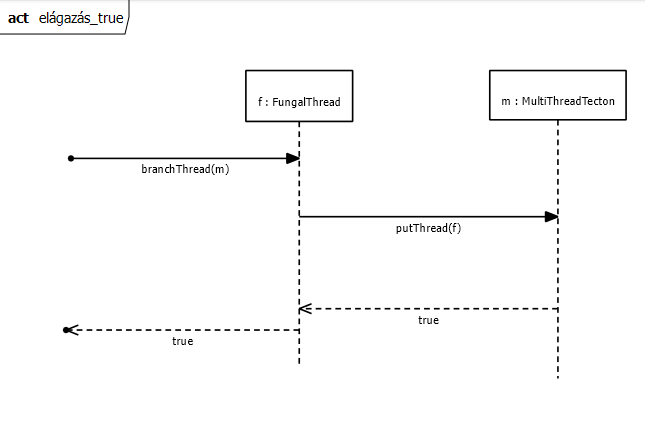 act elágazás_true
f : FungalThread
m : MultiThreadTecton
branchThread(m)
putThread(f)
true
true